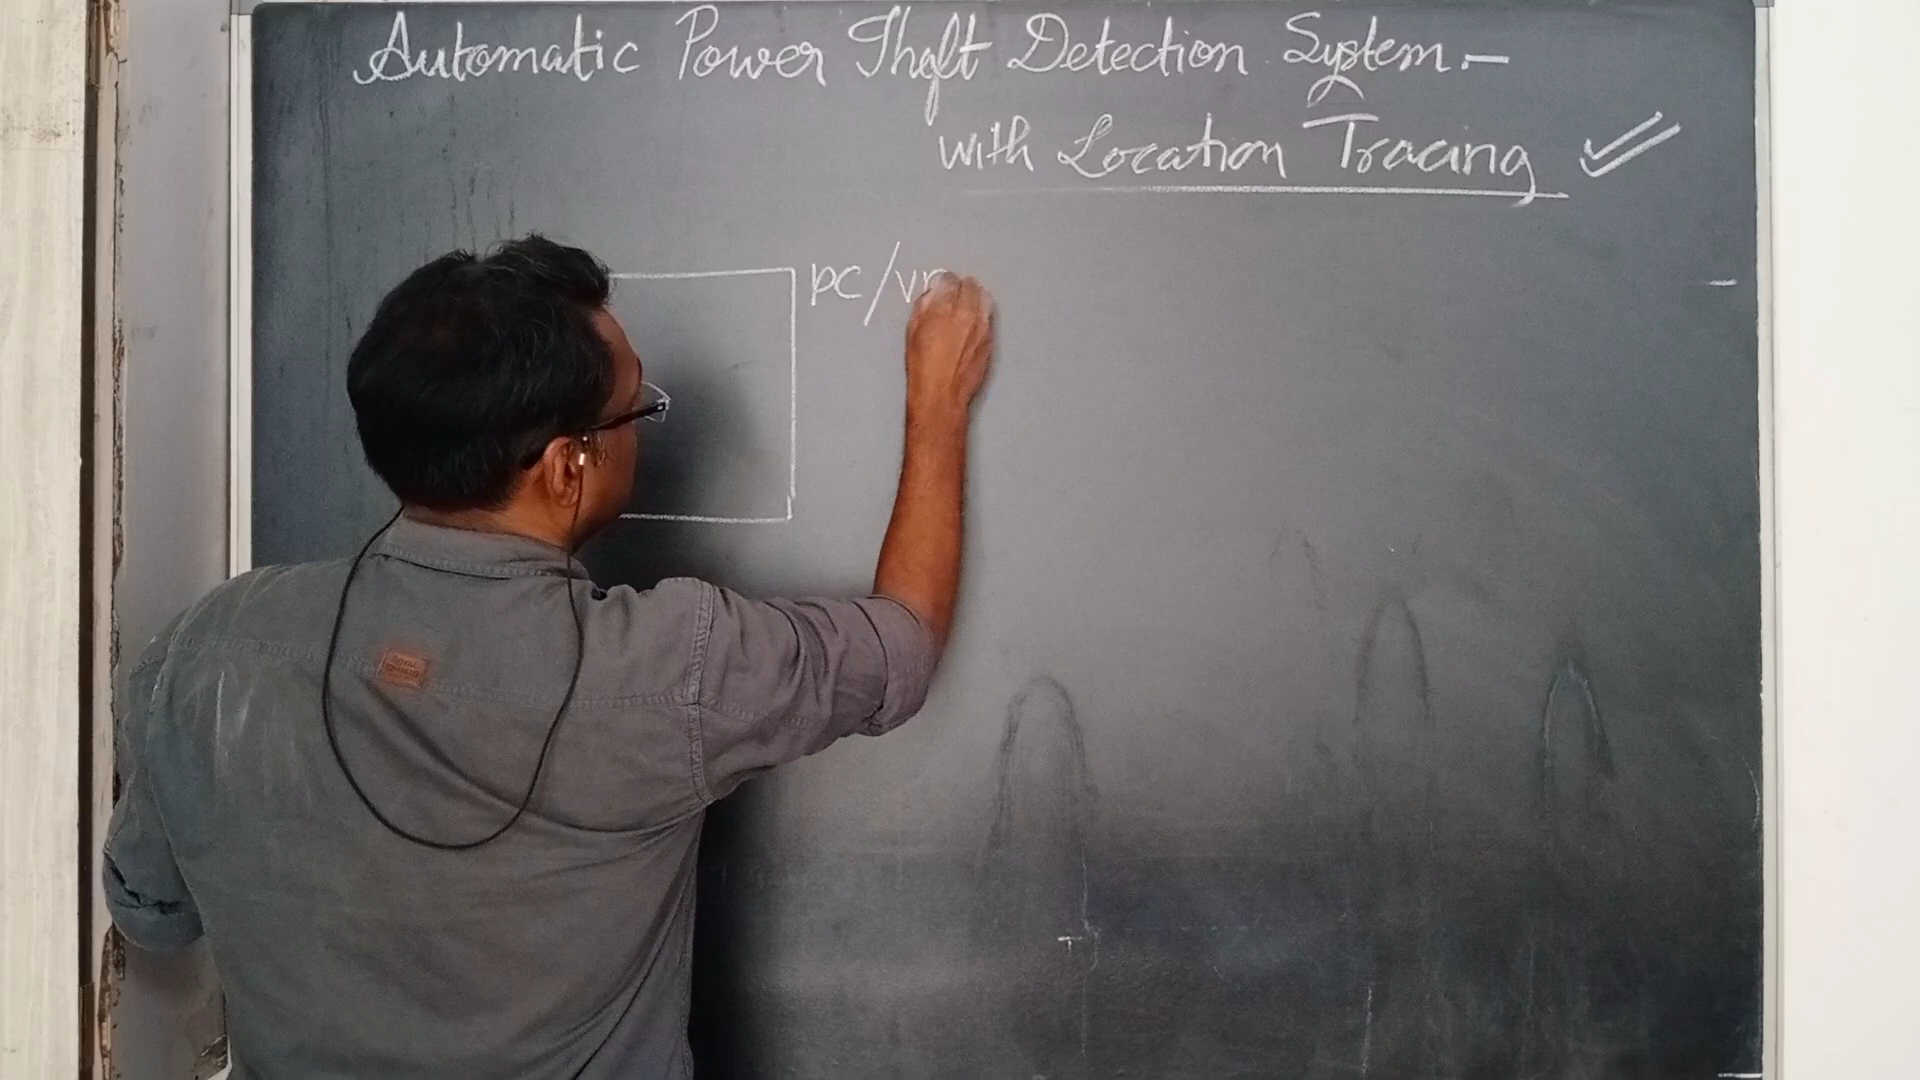 Automatic Power Theft Detection System:-
with Location Tracing
PC/